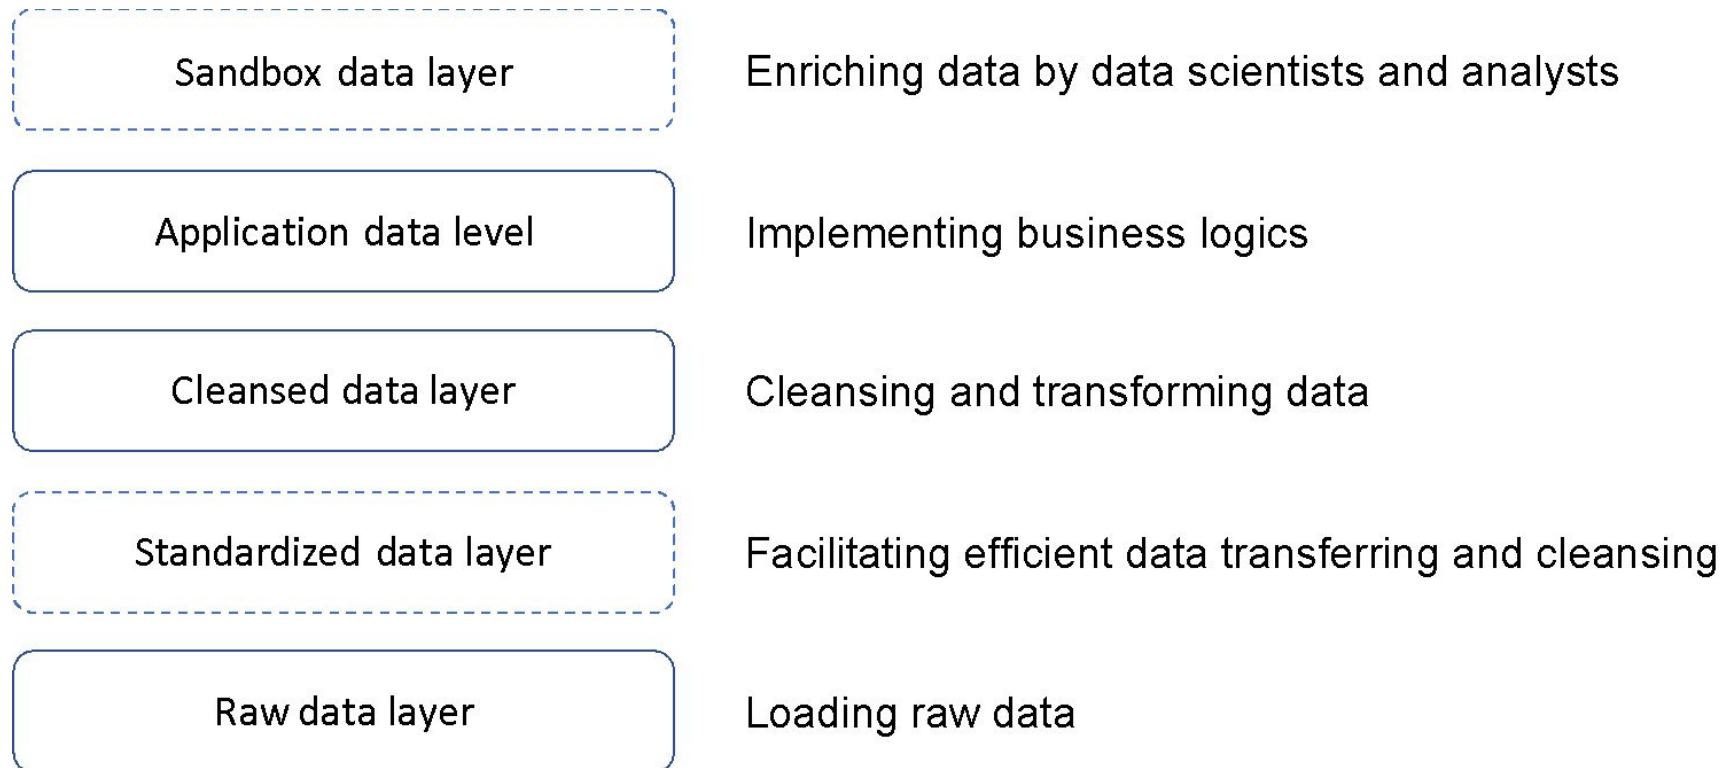 Sandbox data layer
Enriching data by data scientists and analysts
Application data level
Implementing business logics
Cleansed data layer
Cleansing and transforming data
Standardized data layer
Facilitating efficient data transferring and cleansing
Raw data layer
Loading raw data